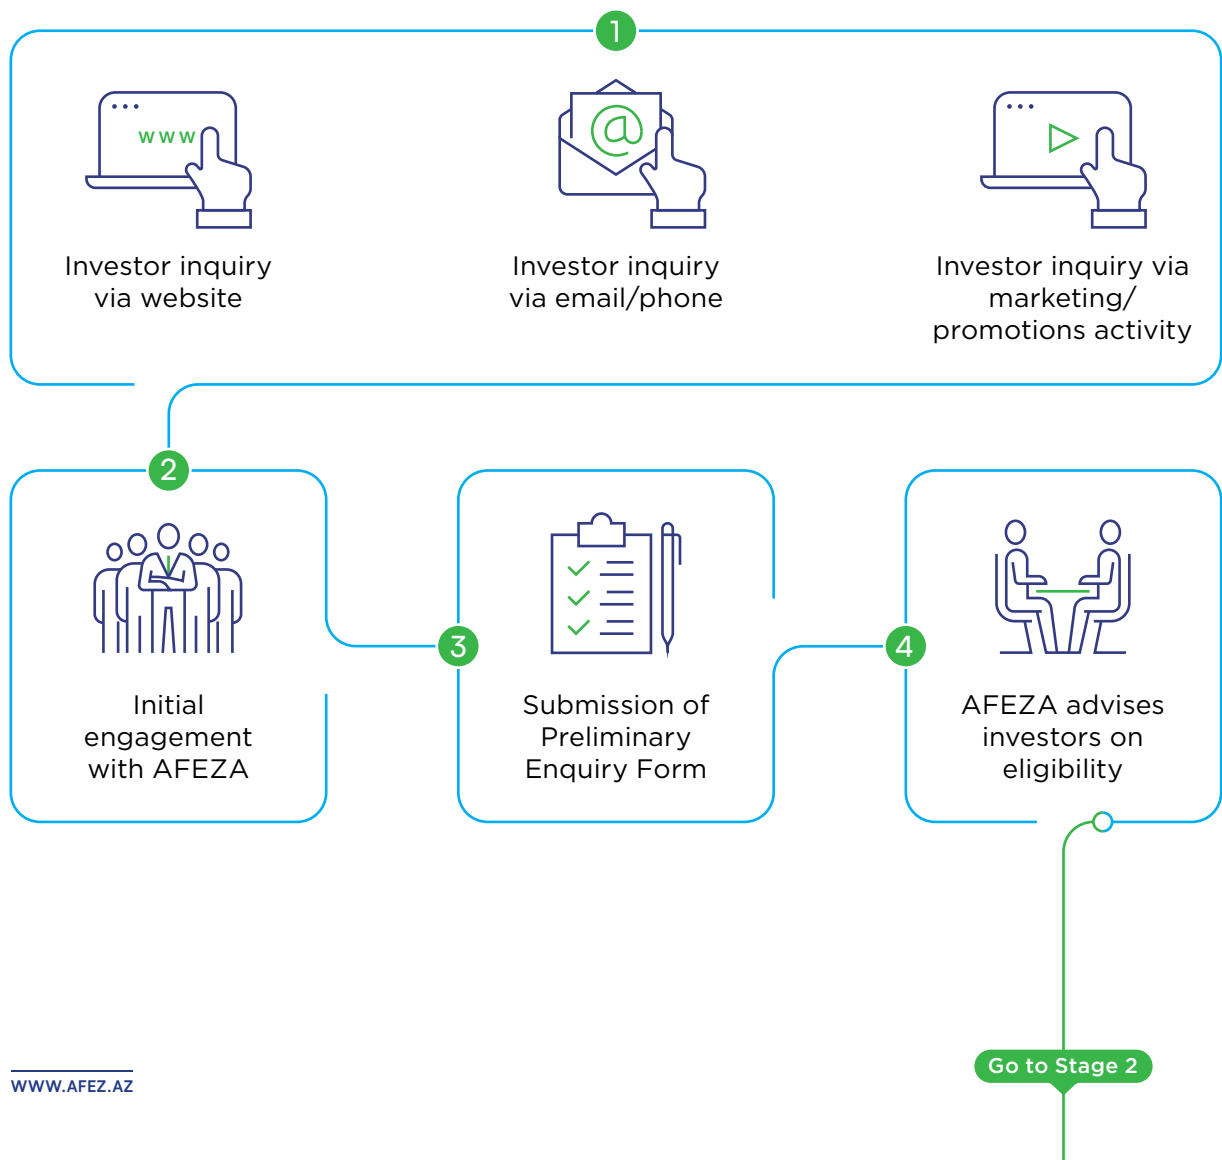 1
www
@
Investor inquiry
via website
Investor inquiry
via email/phone
Investor inquiry via
marketing/
promotions activity
2
Initial
engagement
with AFEZA
3
Submission of
Preliminary
Enquiry Form
4
AFEZA advises
investors on
eligibility
WWW.AFEZ.AZ
Go to Stage 2